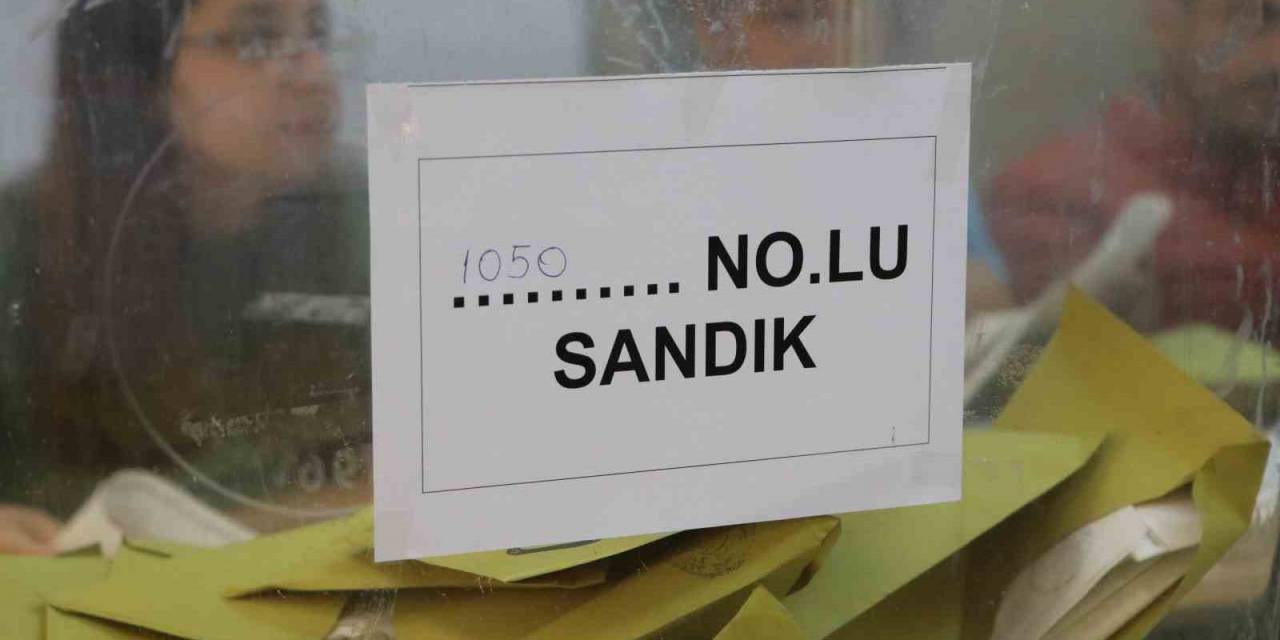 1050 .......... NO.LU
SANDIK